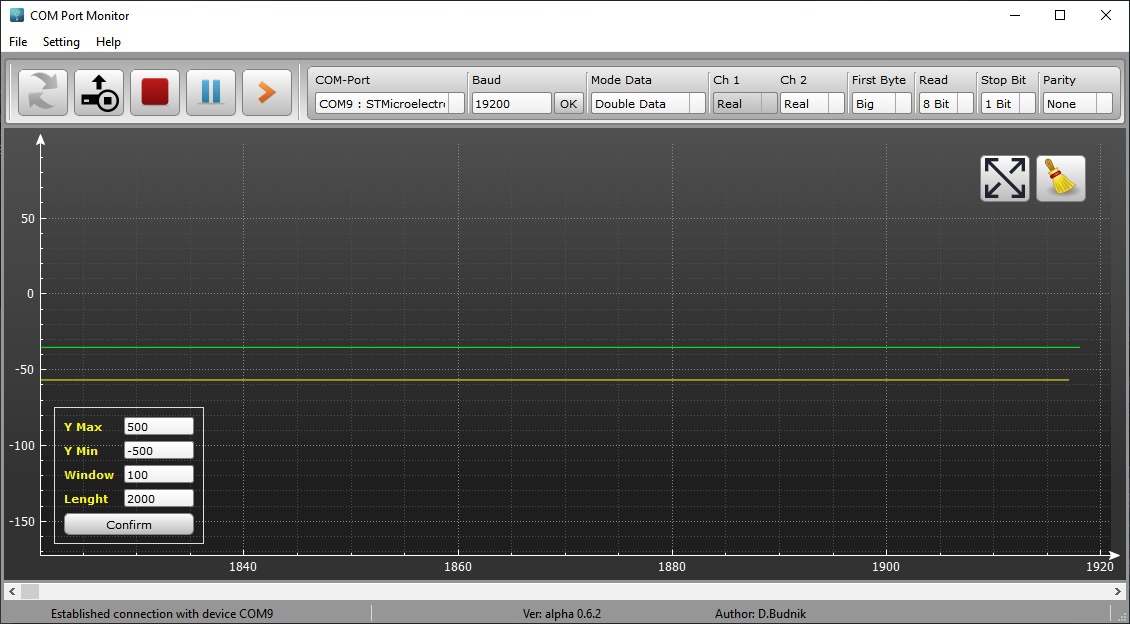 COM Port Monitor
File Setting Help
COM-Port Baud Mode Data Ch 1 Ch 2 First Byte Read Stop Bit Parity
COM9 : STMicroelectr 19200 OK Double Data Real Real Big 8 Bit 1 Bit None
50
0
-50
-100
-150
Y Max 500
Y Min -500
Window 100
Lenght 2000
Confirm
1840 1860 1880 1900 1920
Established connection with device COM9 Ver: alpha 0.6.2 Author: D.Budnik